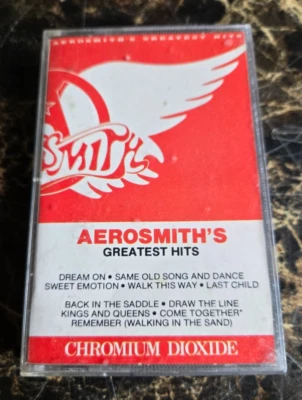 AEROSMITH'S GREATEST HITS
AEROSMITH'S
GREATEST HITS
DREAM ON • SAME OLD SONG AND DANCE
SWEET EMOTION • WALK THIS WAY • LAST CHILD
BACK IN THE SADDLE • DRAW THE LINE
KINGS AND QUEENS • COME TOGETHER*
REMEMBER (WALKING IN THE SAND)
CHROMIUM DIOXIDE